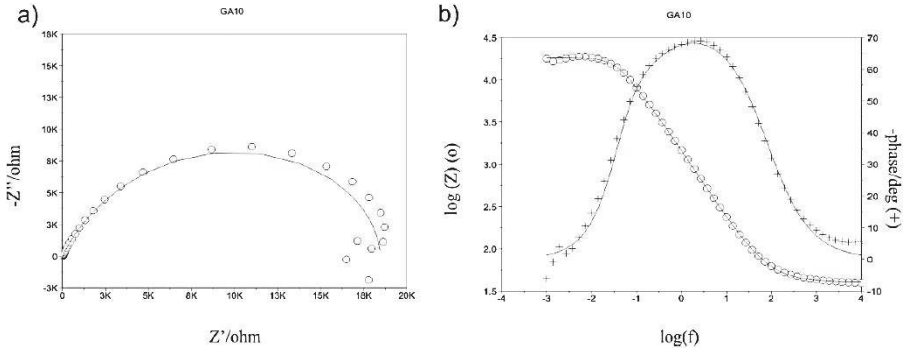 a)
GA10
18K
18K
13K
10K
8K
5K
3K
0
-3K
-Z''/ohm
0
3K
5K
8K
10K
13K
15K
18K
20K
Z'/ohm
b)
GA10
4.5
4.0
3.5
3.0
2.5
2.0
1.5
log (Z) (o)
70
60
50
40
30
20
10
0
-10
-phase/deg (+)
-4
-3
-2
-1
0
1
2
3
4
log(f)